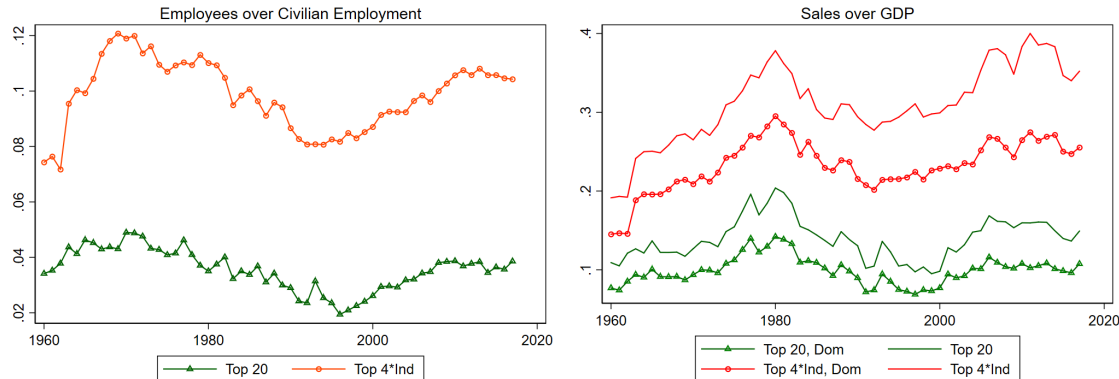 Employees over Civilian Employment
.12
.1
.08
.06
.04
.02
1960
1980
2000
2020
Top 20
Top 4*Ind
Sales over GDP
.4
.3
.2
.1
1960
1980
2000
2020
Top 20, Dom
Top 20
Top 4*Ind, Dom
Top 4*Ind